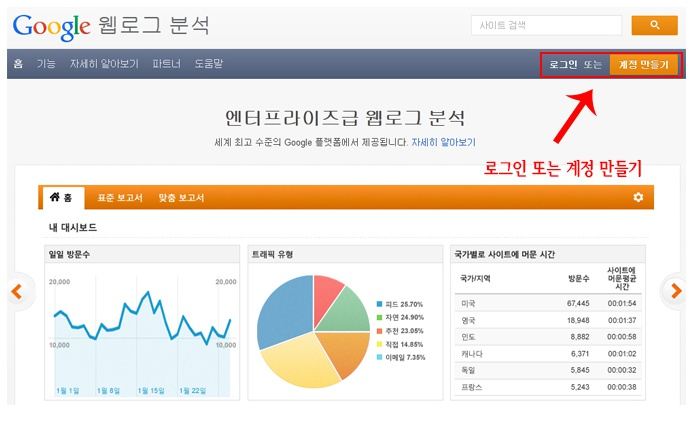 Google 웹로그 분석
사이트 검색
홈 기능 자세히 알아보기 파트너 도움말
로그인 또는 계정 만들기
엔터프라이즈급 웹로그 분석
세계 최고 수준의 Google 플랫폼에서 제공됩니다. 자세히 알아보기
로그인 또는 계정 만들기
홈 표준 보고서 맞춤 보고서
내 대시보드
일일 방문수
20,000
20,000
10,000
10,000
1월 1일 1월 8일 1월 15일 1월 22일
트래픽 유형
피드 25.70%
자연 24.90%
추천 23.05%
직접 14.85%
이메일 7.35%
국가별로 사이트에 머문 시간
국가/지역 방문수 사이트에 머문평균 시간
미국 67,445 00:01:54
영국 18,948 00:01:37
인도 8,882 00:00:58
캐나다 6,371 00:01:02
독일 5,845 00:00:32
프랑스 5,243 00:00:38